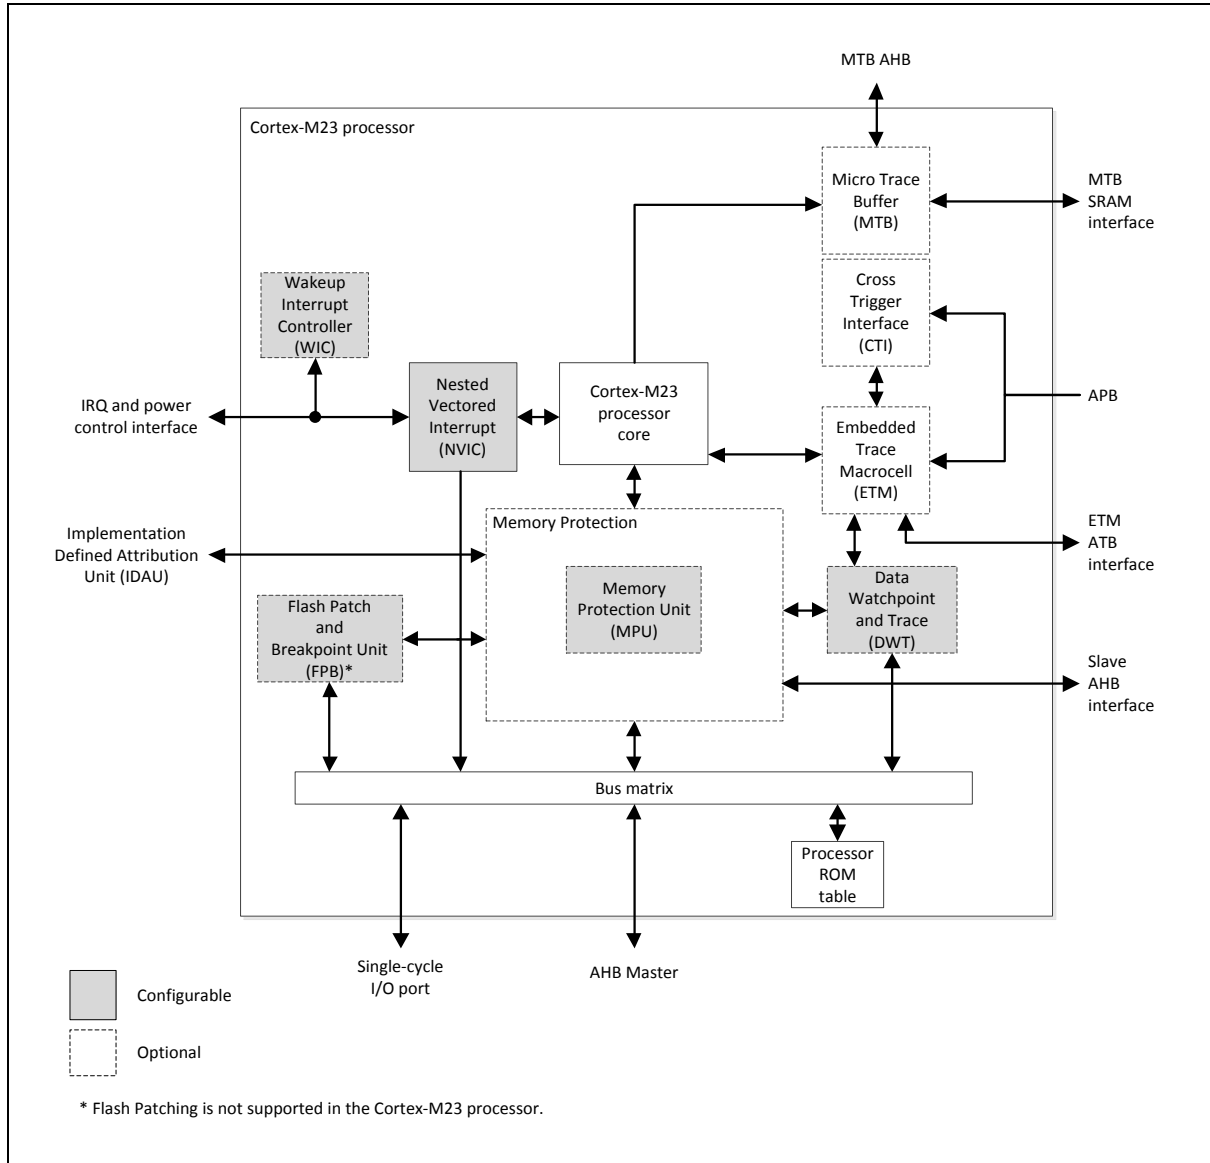 MTB AHB
Cortex-M23 processor
Micro Trace
Buffer
(MTB)
MTB
SRAM
interface
Wakeup
Interrupt
Controller
(WIC)
Cross
Trigger
Interface
(CTI)
IRQ and power
control interface
Nested
Vectored
Interrupt
(NVIC)
Cortex-M23
processor
core
APB
Embedded
Trace
Macrocell
(ETM)
Implementation
Defined Attribution
Unit (IDAU)
Memory Protection
ETM
ATB
interface
Memory
Protection Unit
(MPU)
Data
Watchpoint
and Trace
(DWT)
Flash Patch
and
Breakpoint Unit
(FPB)*
Slave
AHB
interface
Bus matrix
Processor
ROM
table
Single-cycle
I/O port
AHB Master
Configurable
Optional
* Flash Patching is not supported in the Cortex-M23 processor.